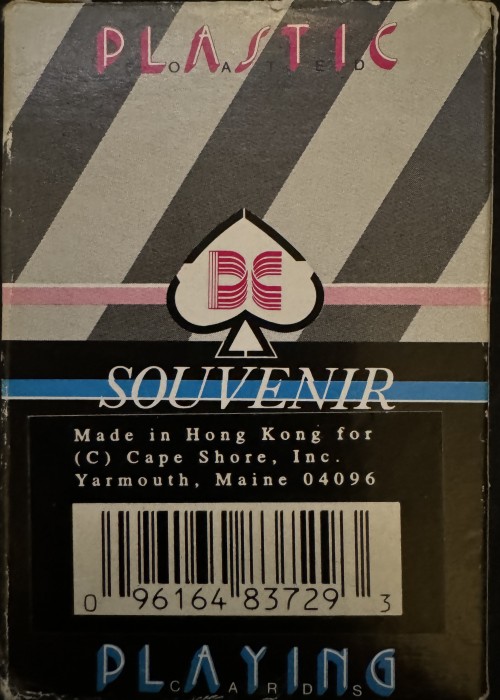 PLASTIC
COATED
DC
SOUVENIR
Made in Hong Kong for
(C) Cape Shore, Inc.
Yarmouth, Maine 04096
0 96164 83729 3
PLAYING
CARDS